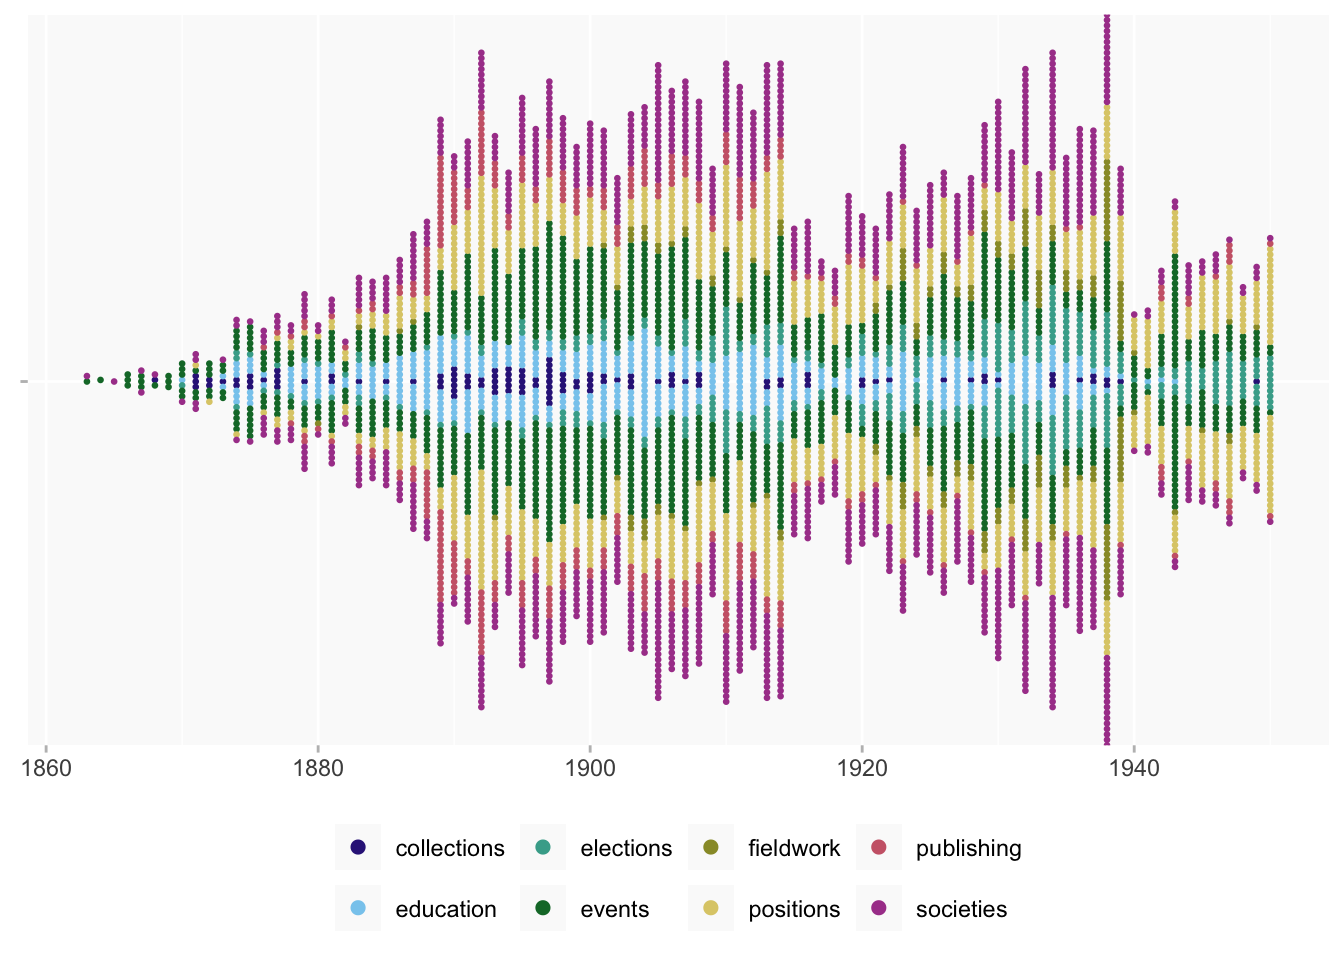 1860 1880 1900 1920 1940
collections elections fieldwork publishing
education events positions societies